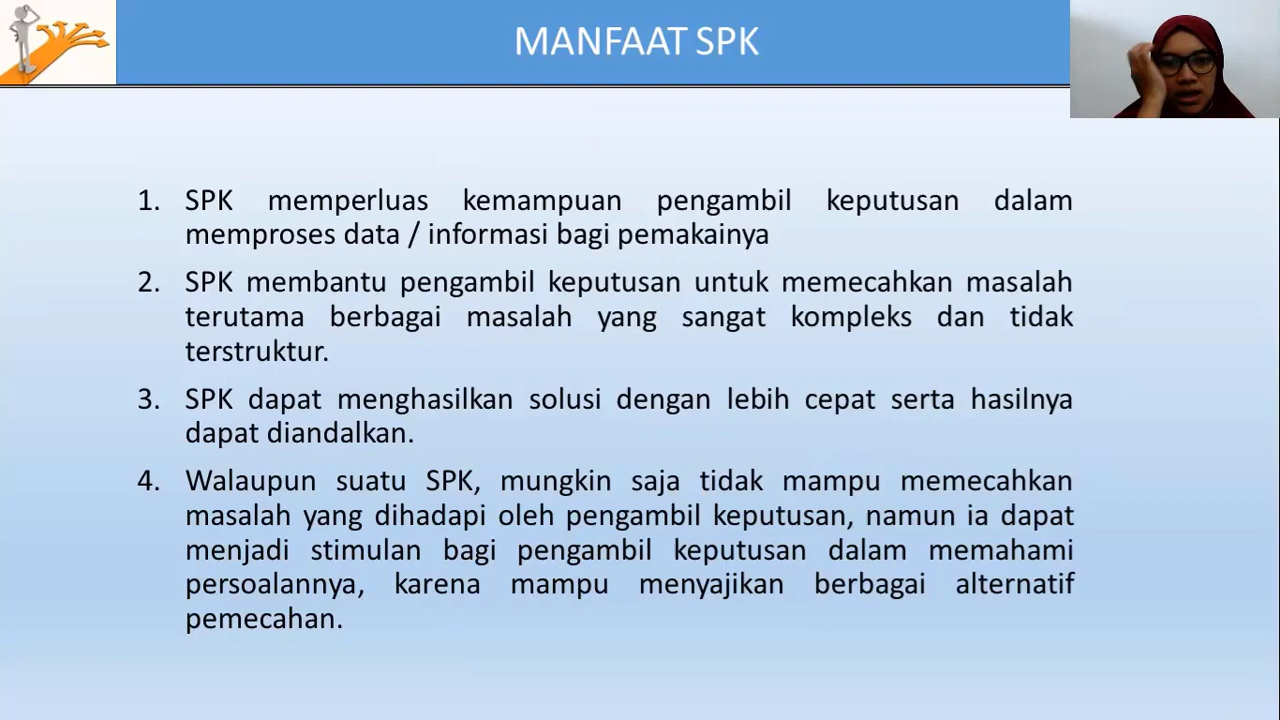 MANFAAT SPK
1. SPK memperluas kemampuan pengambil keputusan dalam
memproses data / informasi bagi pemakainya
2. SPK membantu pengambil keputusan untuk memecahkan masalah
terutama berbagai masalah yang sangat kompleks dan tidak
terstruktur.
3. SPK dapat menghasilkan solusi dengan lebih cepat serta hasilnya
dapat diandalkan.
4. Walaupun suatu SPK, mungkin saja tidak mampu memecahkan
masalah yang dihadapi oleh pengambil keputusan, namun ia dapat
menjadi stimulan bagi pengambil keputusan dalam memahami
persoalannya, karena mampu menyajikan berbagai alternatif
pemecahan.